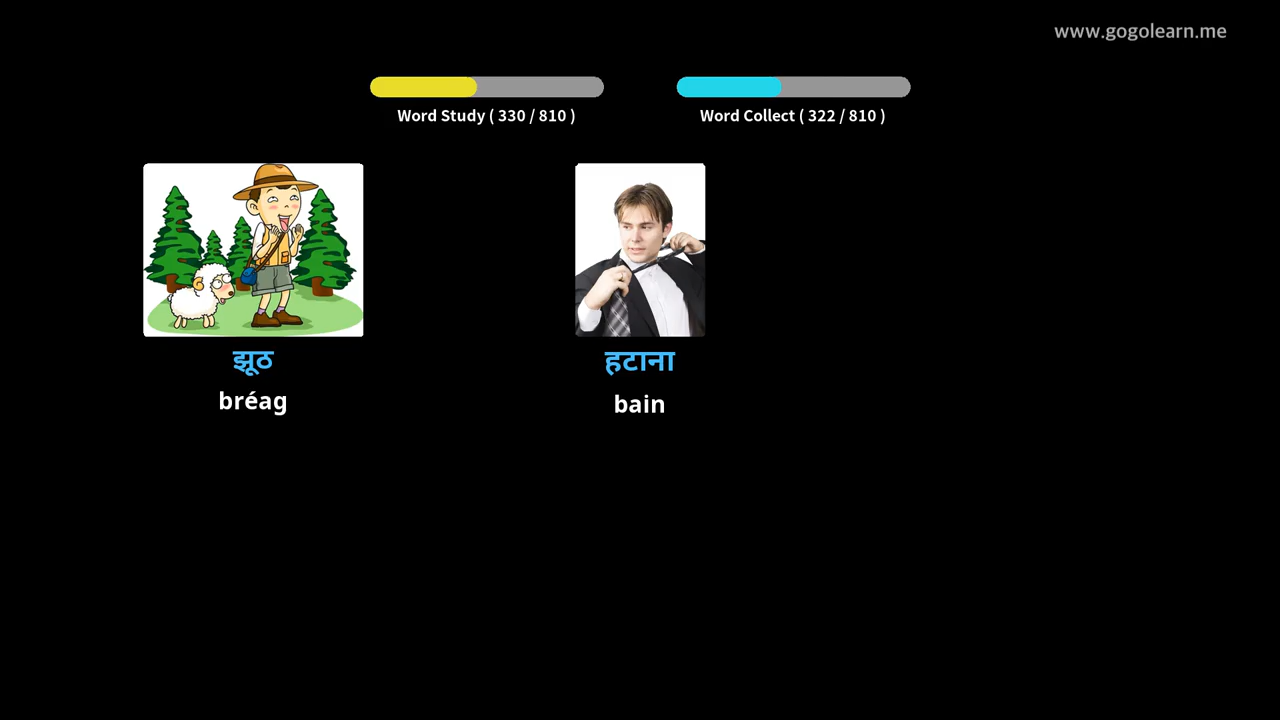 www.gogolearn.me
Word Study ( 330 / 810 )
Word Collect ( 322 / 810 )
झूठ
bréag
हटाना
bain